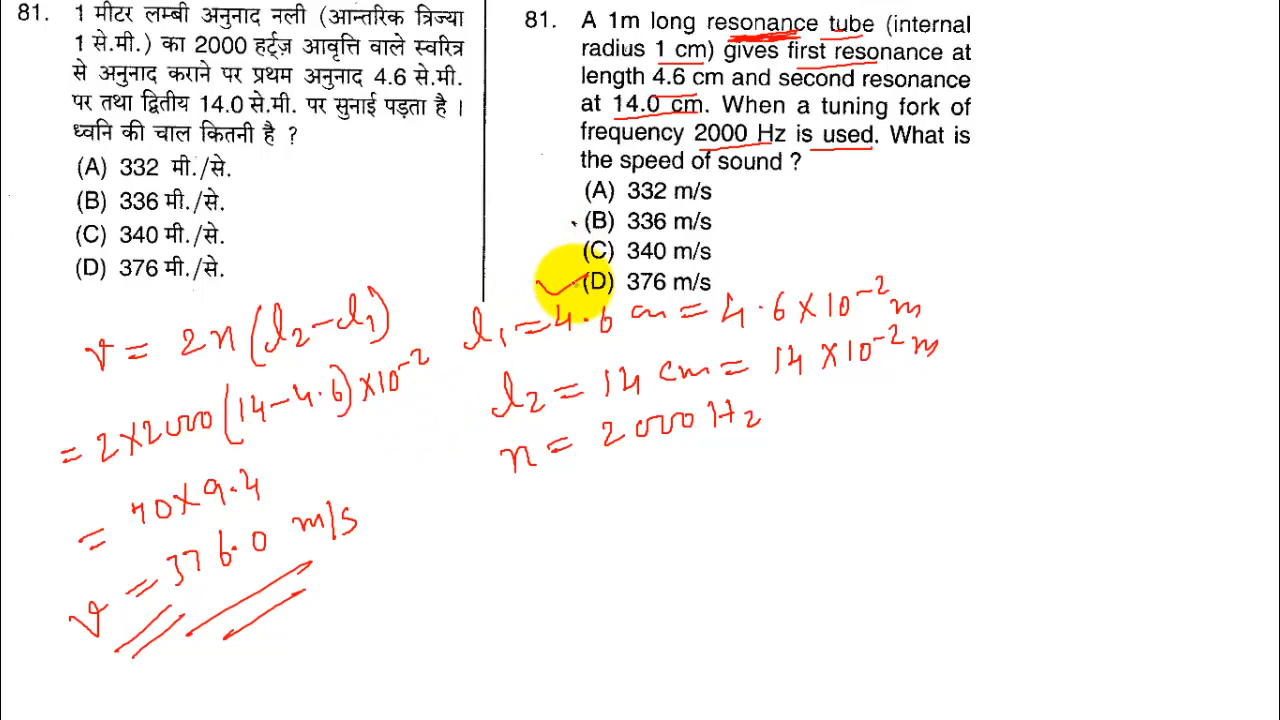 81. 1 मीटर लम्बी अनुनाद नली (आन्तरिक त्रिज्या
1 से.मी.) का 2000 हर्ट्ज़ आवृत्ति वाले स्वरित्र
से अनुनाद कराने पर प्रथम अनुनाद 4.6 से.मी.
पर तथा द्वितीय 14.0 से.मी. पर सुनाई पड़ता है ।
ध्वनि की चाल कितनी है ?
(A) 332 मी./से.
(B) 336 मी./से.
(C) 340 मी./से.
(D) 376 मी./से.
81. A 1m long resonance tube (internal
radius 1 cm) gives first resonance at
length 4.6 cm and second resonance
at 14.0 cm. When a tuning fork of
frequency 2000 Hz is used. What is
the speed of sound ?
(A) 332 m/s
(B) 336 m/s
(C) 340 m/s
(D) 376 m/s
v = 2n(l₂-l₁)
= 2×2000(14-4.6)×10⁻²
= 40×9.4
v = 376.0 m/s
l₁ = 4.6 cm = 4.6×10⁻² m
l₂ = 14 cm = 14×10⁻² m
n = 2000 Hz